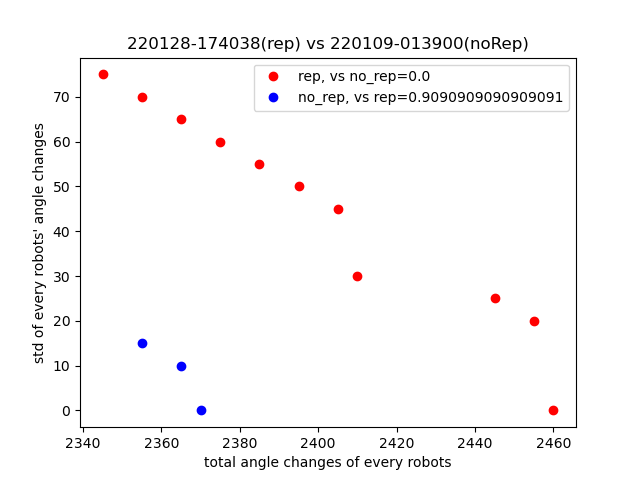 220128-174038(rep) vs 220109-013900(noRep)
rep, vs no_rep=0.0
no_rep, vs rep=0.9090909090909091
std of every robots' angle changes
70
60
50
40
30
20
10
0
2340 2360 2380 2400 2420 2440 2460
total angle changes of every robots